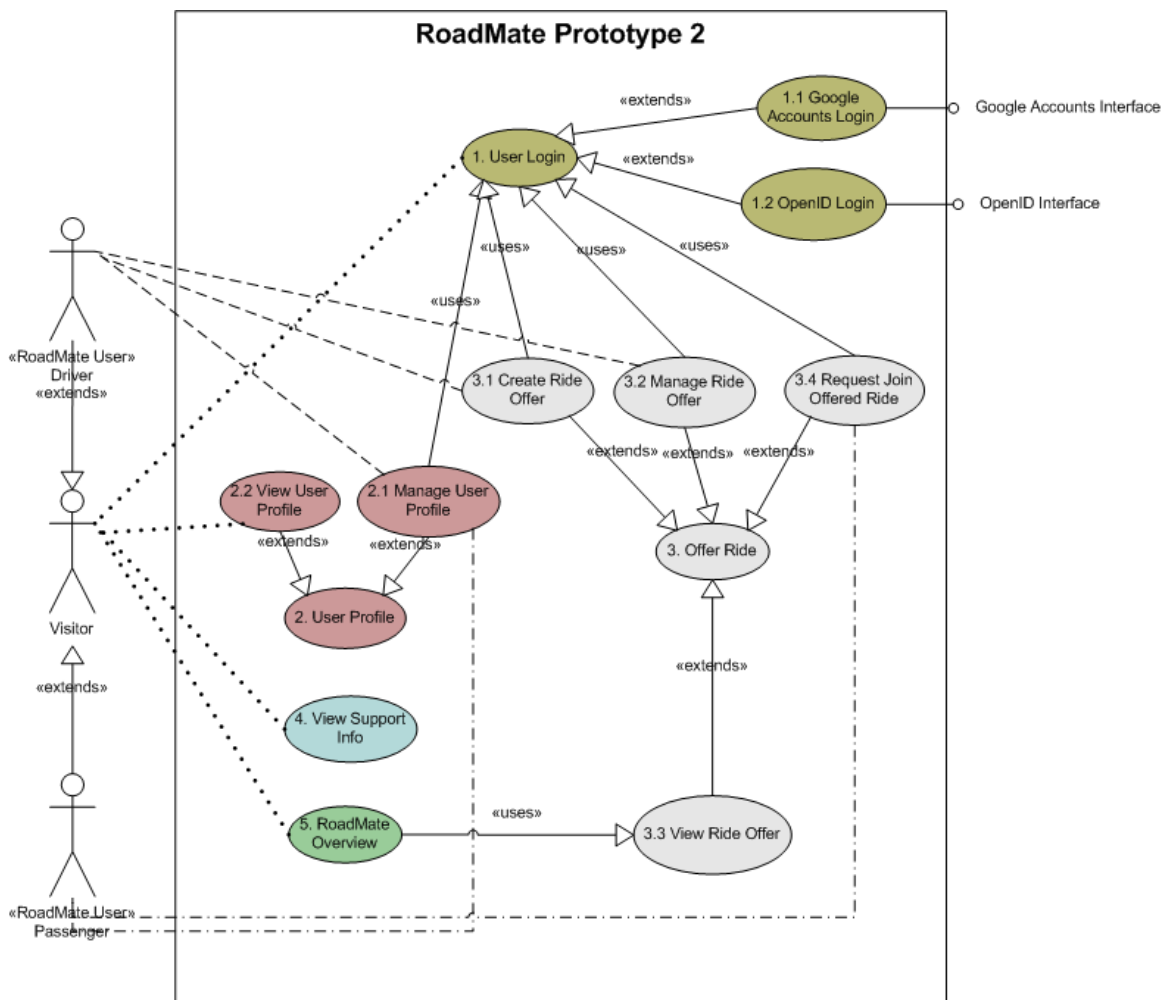 RoadMate Prototype 2
«extends»
1.1 Google
Accounts Login
Google Accounts Interface
1. User Login
«extends»
1.2 OpenID Login
OpenID Interface
«uses»
«uses»
«uses»
«uses»
«RoadMate User»
Driver
«extends»
3.1 Create Ride
Offer
3.2 Manage Ride
Offer
3.4 Request Join
Offered Ride
«extends»
«extends»
«extends»
2.2 View User
Profile
2.1 Manage User
Profile
«extends»
«extends»
3. Offer Ride
2. User Profile
Visitor
«extends»
«extends»
4. View Support
Info
5. RoadMate
Overview
«uses»
3.3 View Ride Offer
«RoadMate User»
Passenger